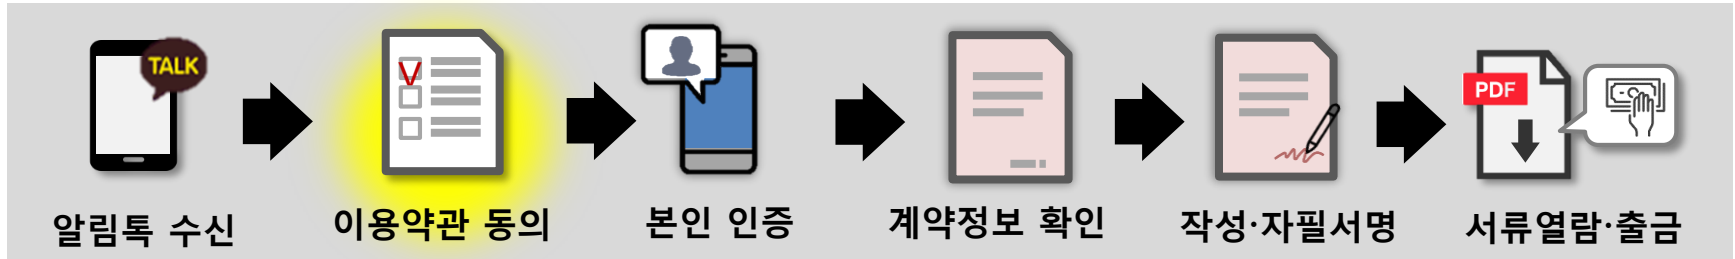 TALK
V
PDF
알림톡 수신
이용약관 동의
본인 인증
계약정보 확인
작성·자필서명
서류열람·출금